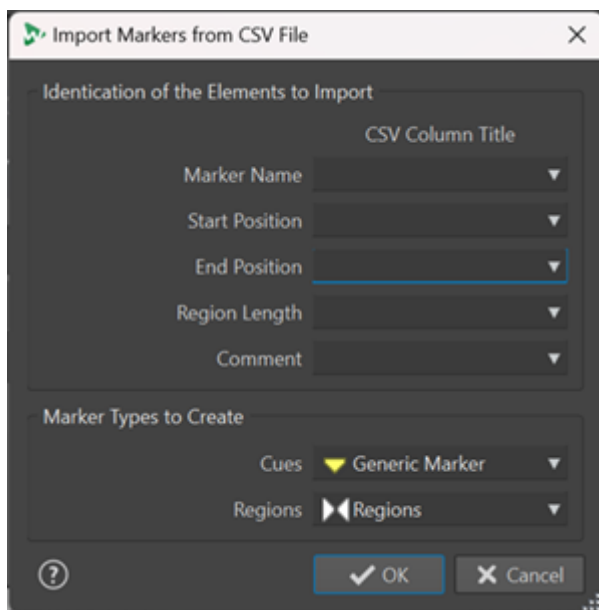 Import Markers from CSV File
Identication of the Elements to Import
CSV Column Title
Marker Name
Start Position
End Position
Region Length
Comment
Marker Types to Create
Cues Generic Marker
Regions Regions
? OK Cancel